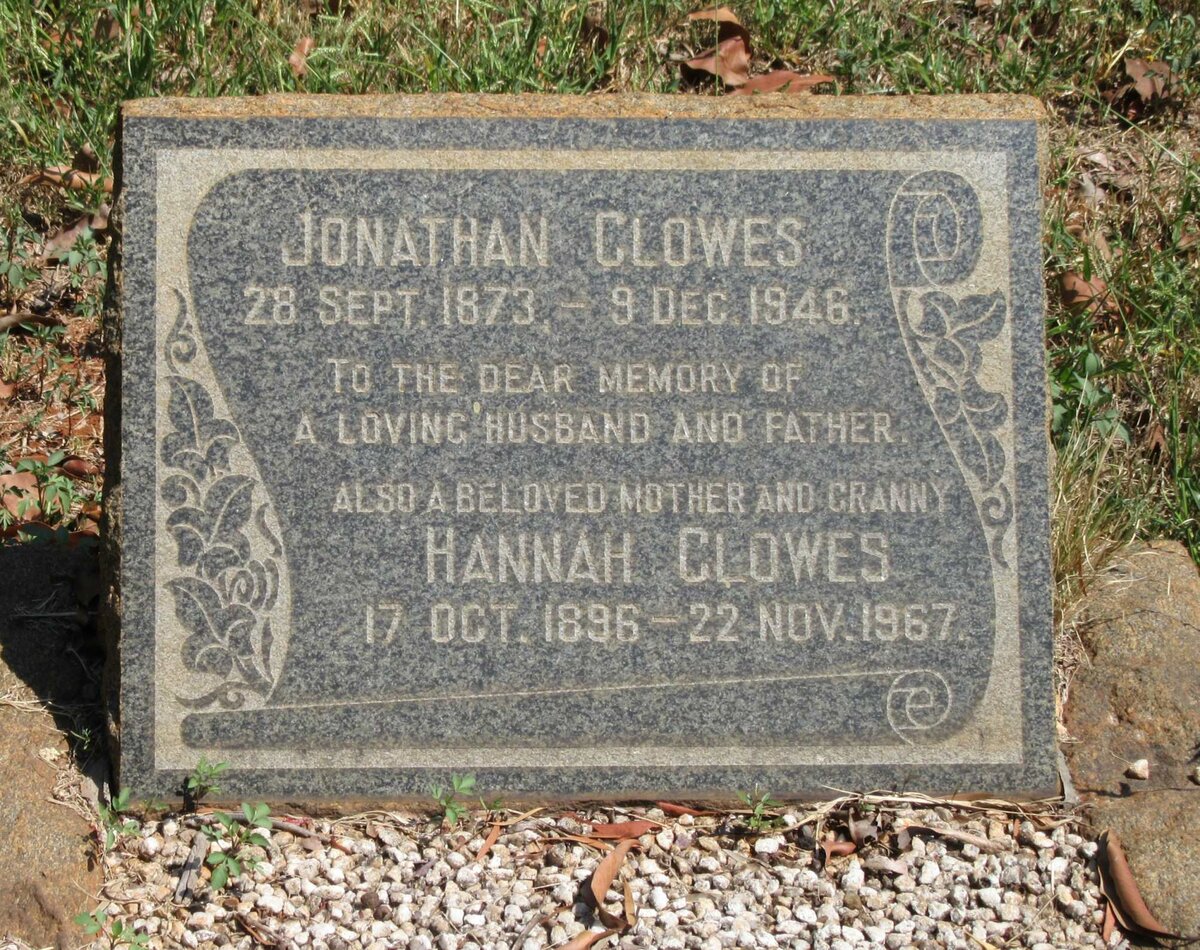 JONATHAN CLOWES
28 SEPT. 1873. – 9 DEC. 1946.
TO THE DEAR MEMORY OF
A LOVING HUSBAND AND FATHER.
ALSO A BELOVED MOTHER AND GRANNY
HANNAH CLOWES
17 OCT. 1896 – 22 NOV. 1967.